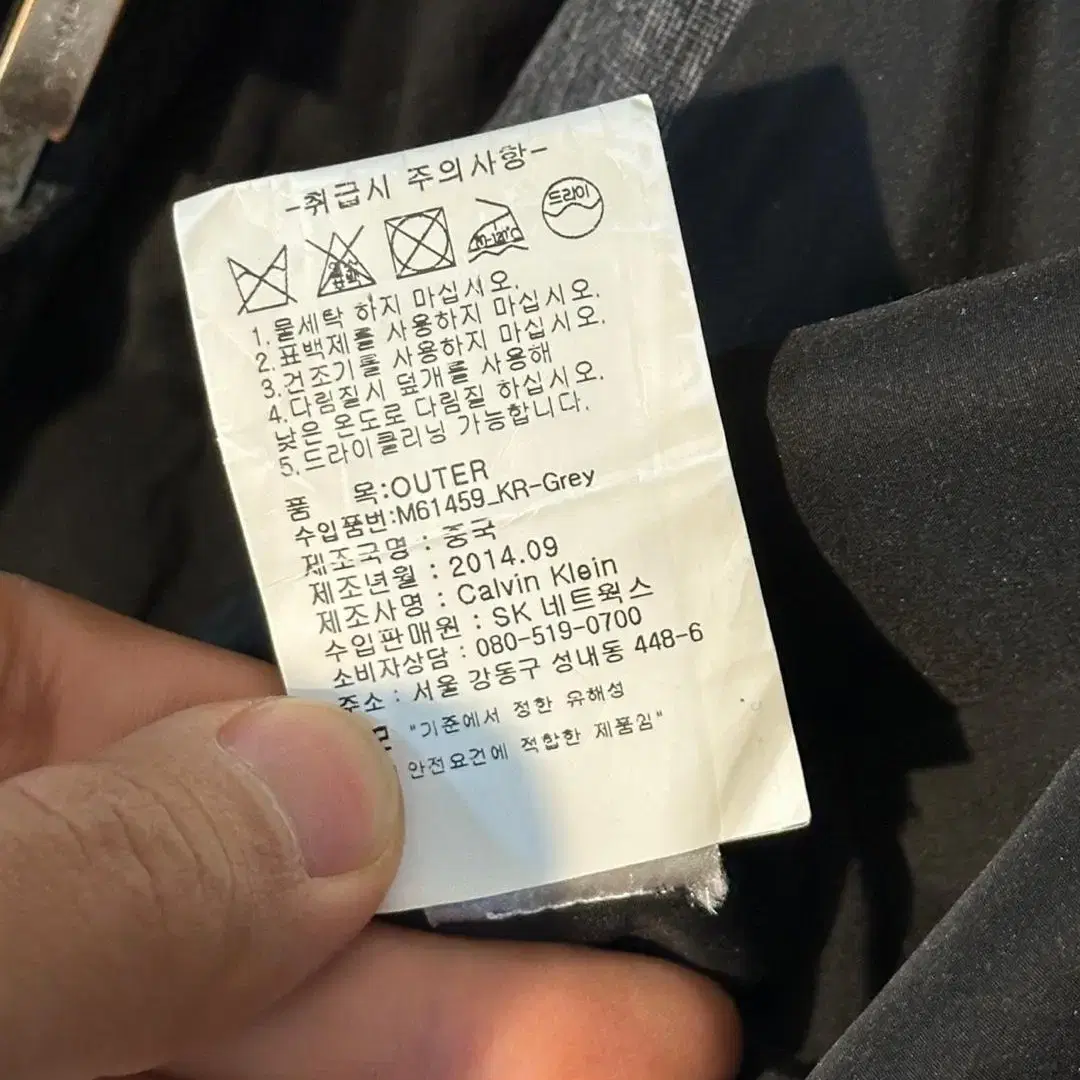 -취급시 주의사항-
드라이
1.물세탁 하지 마십시오.
2.표백제를 사용하지 마십시오.
3.건조기를 사용하지 마십시오.
4.다림질시 덮개를 사용해
낮은 온도로 다림질 하십시오.
5.드라이클리닝 가능합니다.
품 목:OUTER
수입품번:M61459_KR-Grey
제조국명 : 중국
제조년월 : 2014.09
제조사명 : Calvin Klein
수입판매원 : SK 네트웍스
소비자상담 : 080-519-0700
주소 : 서울 강동구 성내동 448-6
"기준에서 정한 유해성
안전요건에 적합한 제품임"